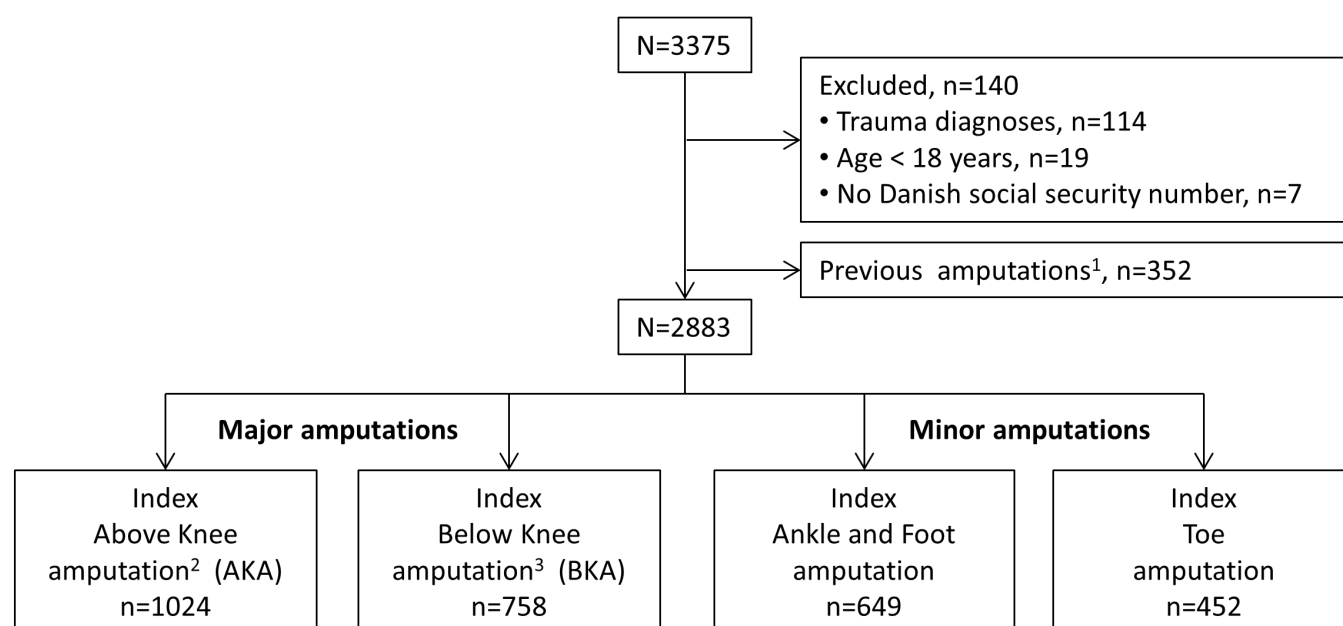 N=3375
Excluded, n=140
• Trauma diagnoses, n=114
• Age < 18 years, n=19
• No Danish social security number, n=7
Previous amputations¹, n=352
N=2883
Major amputations
Minor amputations
Index
Above Knee
amputation² (AKA)
n=1024
Index
Below Knee
amputation³ (BKA)
n=758
Index
Ankle and Foot
amputation
n=649
Index
Toe
amputation
n=452